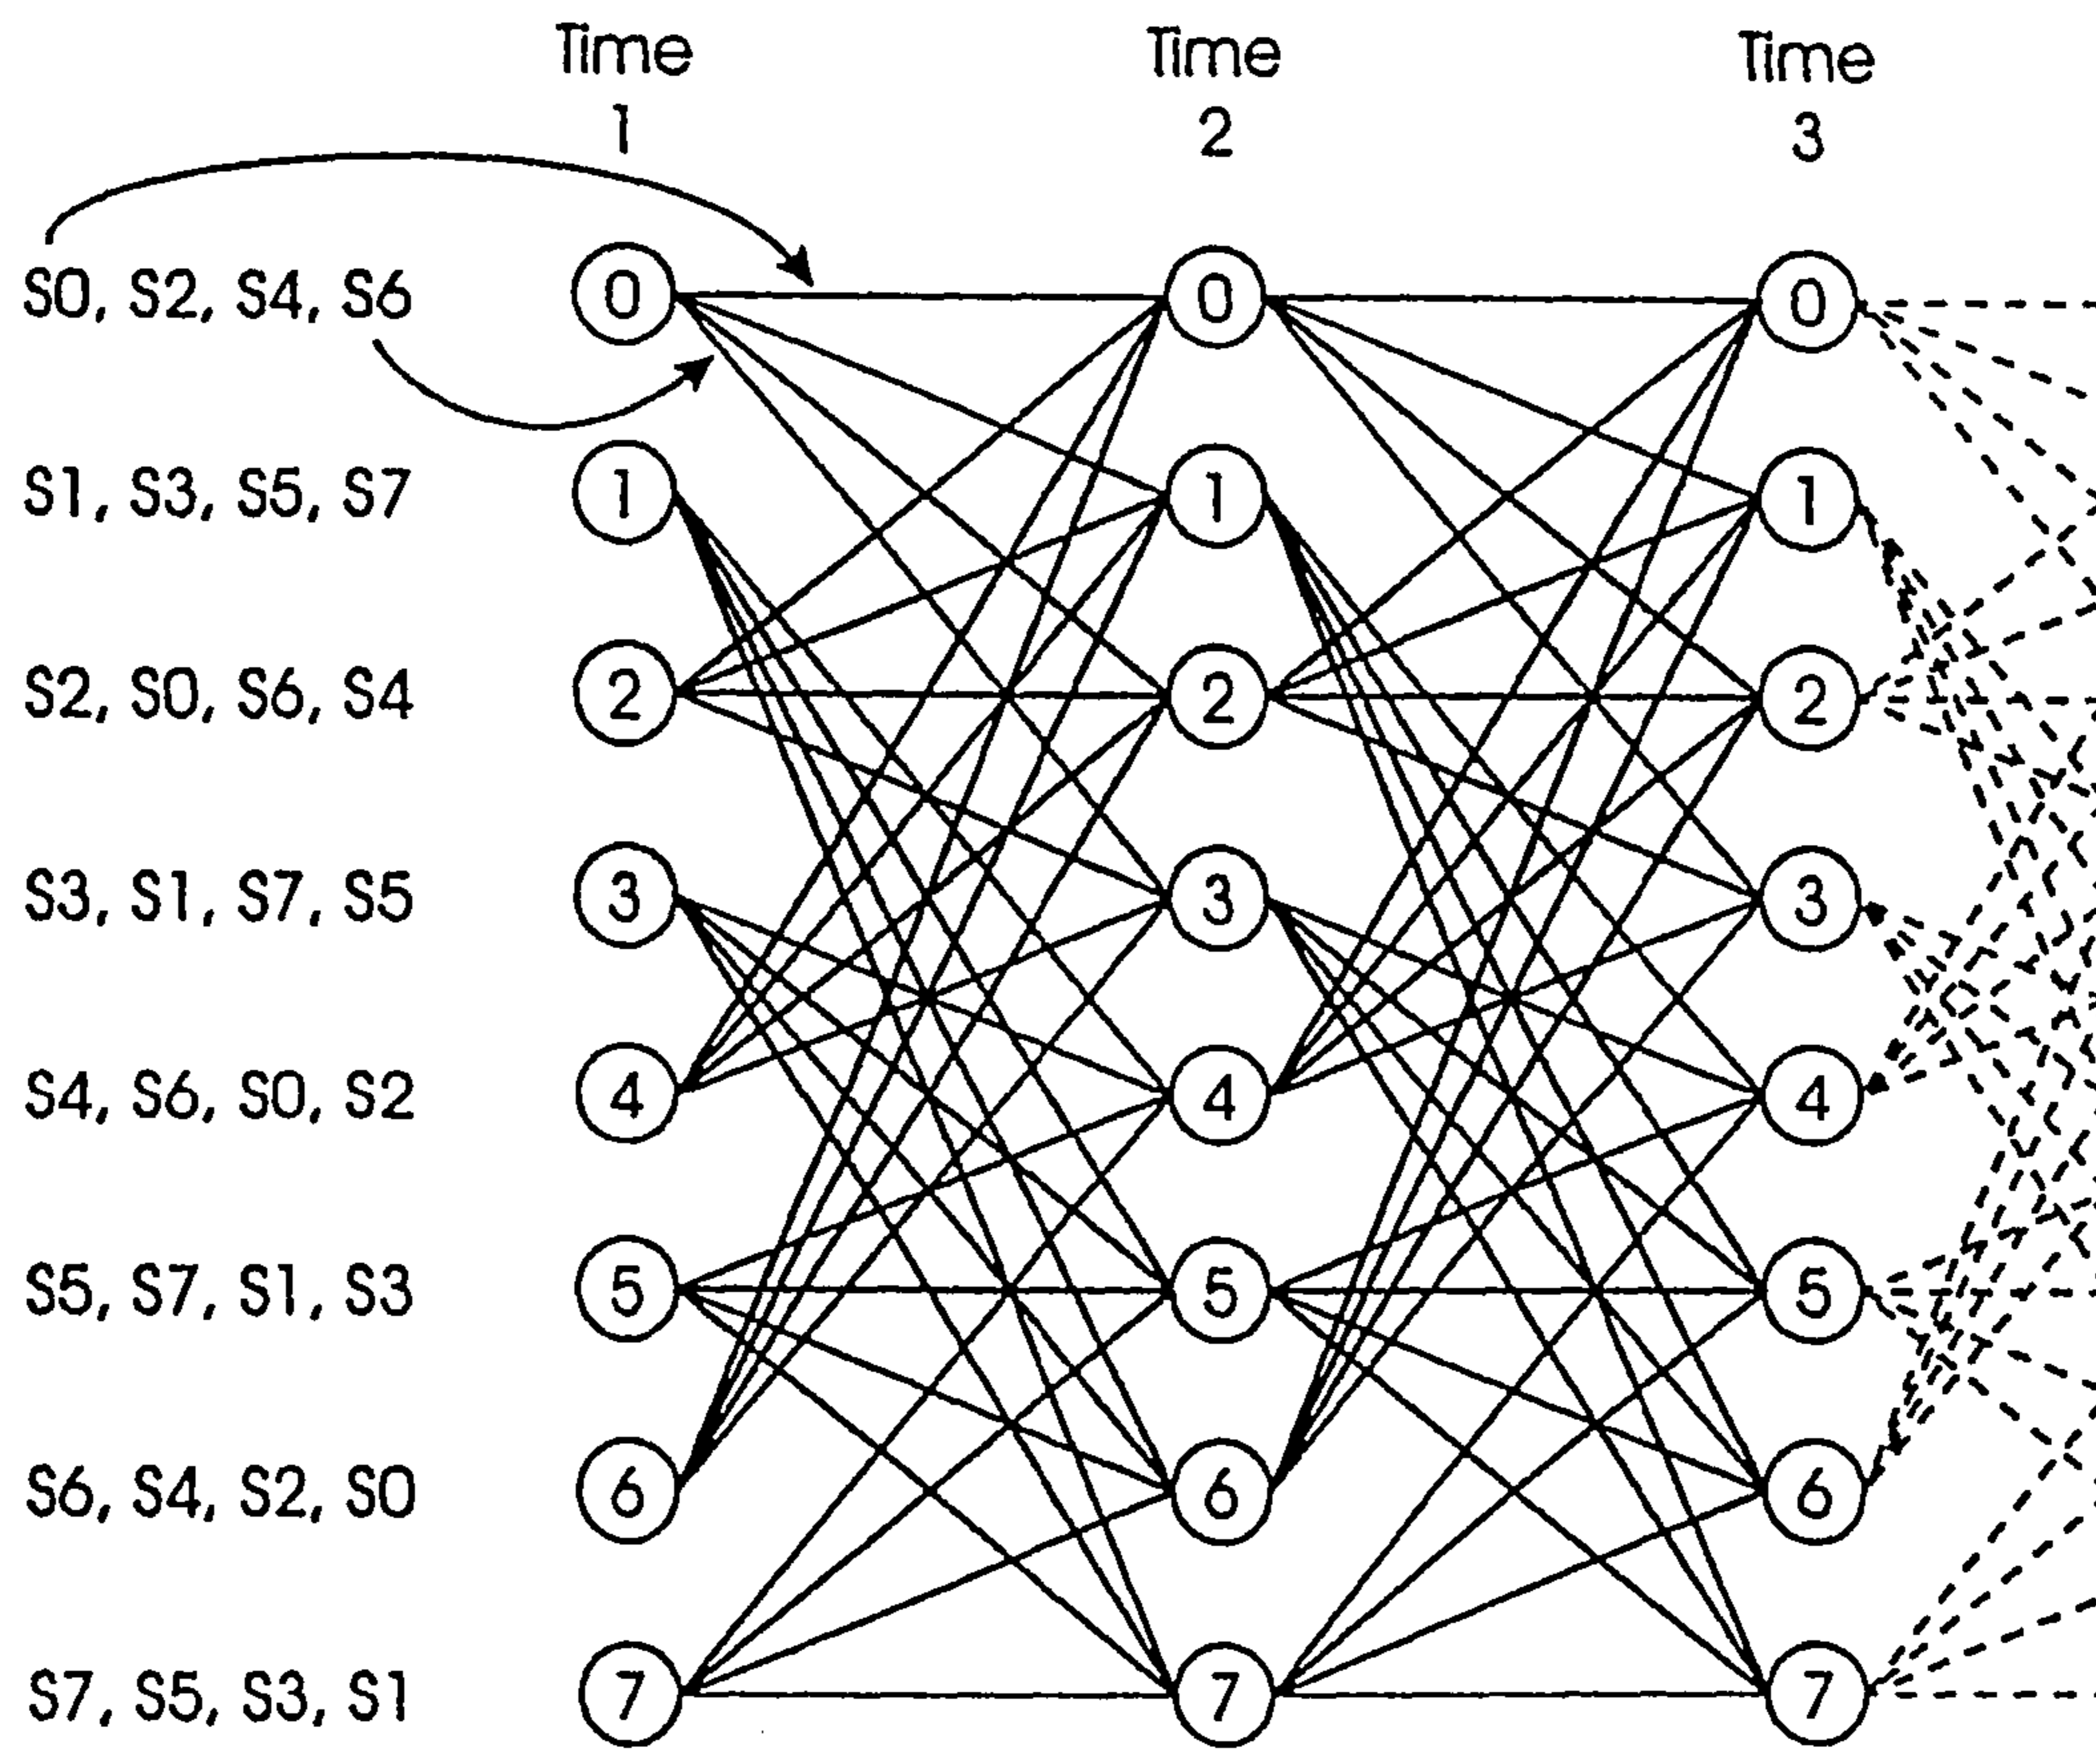 Time Time Time
1 2 3
S0, S2, S4, S6 0 0 0
S1, S3, S5, S7 1 1 1
S2, S0, S6, S4 2 2 2
S3, S1, S7, S5 3 3 3
S4, S6, S0, S2 4 4 4
S5, S7, S1, S3 5 5 5
S6, S4, S2, S0 6 6 6
S7, S5, S3, S1 7 7 7